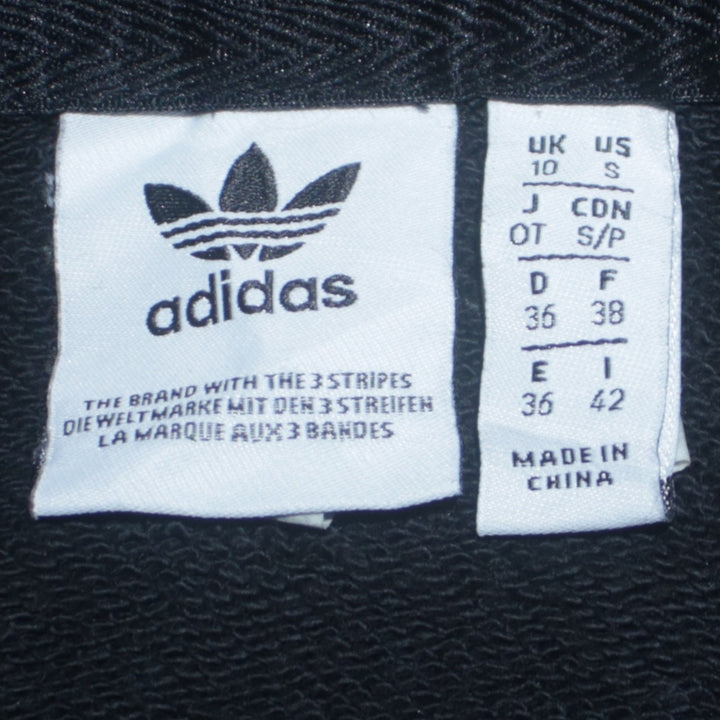 adidas
THE BRAND WITH THE 3 STRIPES
DIE WELTMARKE MIT DEN 3 STREIFEN
LA MARQUE AUX 3 BANDES
UK US
10 S
J CDN
OT S/P
D F
36 38
E I
36 42
MADE IN
CHINA